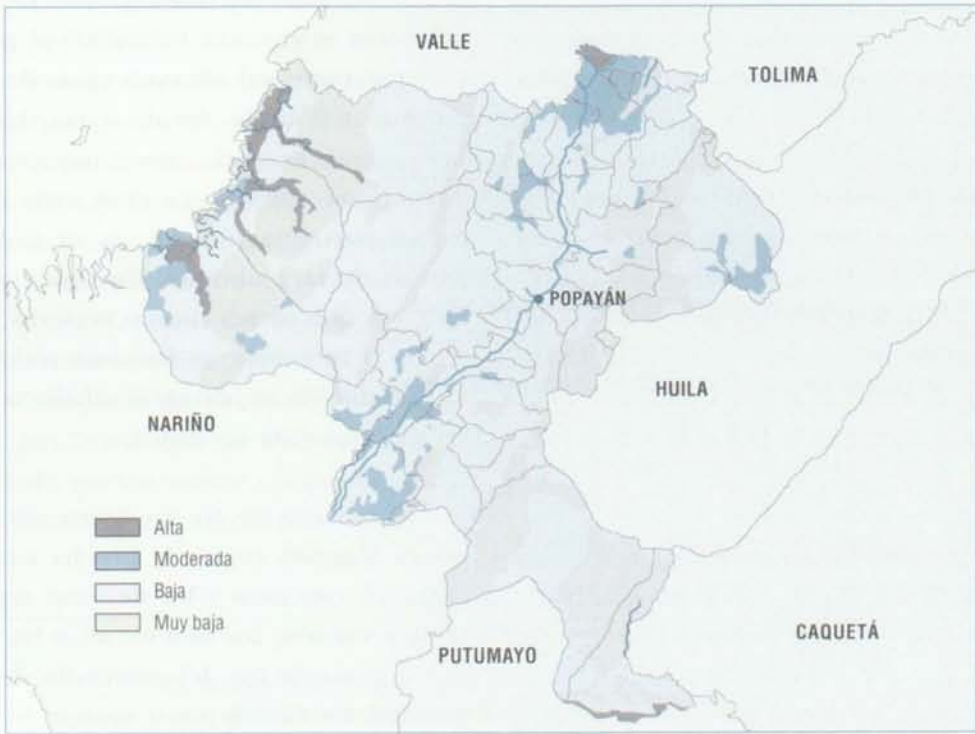 VALLE
TOLIMA
POPAYÁN
HUILA
NARIÑO
Alta
Moderada
Baja
Muy baja
PUTUMAYO
CAQUETÁ